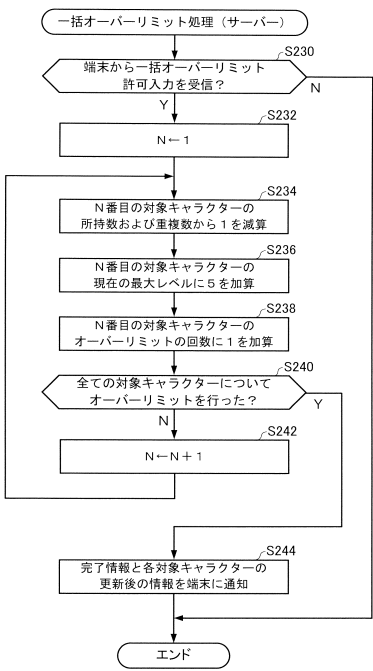 一括オーバーリミット処理（サーバー）
S230
端末から一括オーバーリミット
許可入力を受信？
N
Y
S232
N←1
S234
N番目の対象キャラクターの
所持数および重複数から１を減算
S236
N番目の対象キャラクターの
現在の最大レベルに５を加算
S238
N番目の対象キャラクターの
オーバーリミットの回数に１を加算
S240
全ての対象キャラクターについて
オーバーリミットを行った？
Y
N
S242
N←N＋１
S244
完了情報と各対象キャラクターの
更新後の情報を端末に通知
エンド